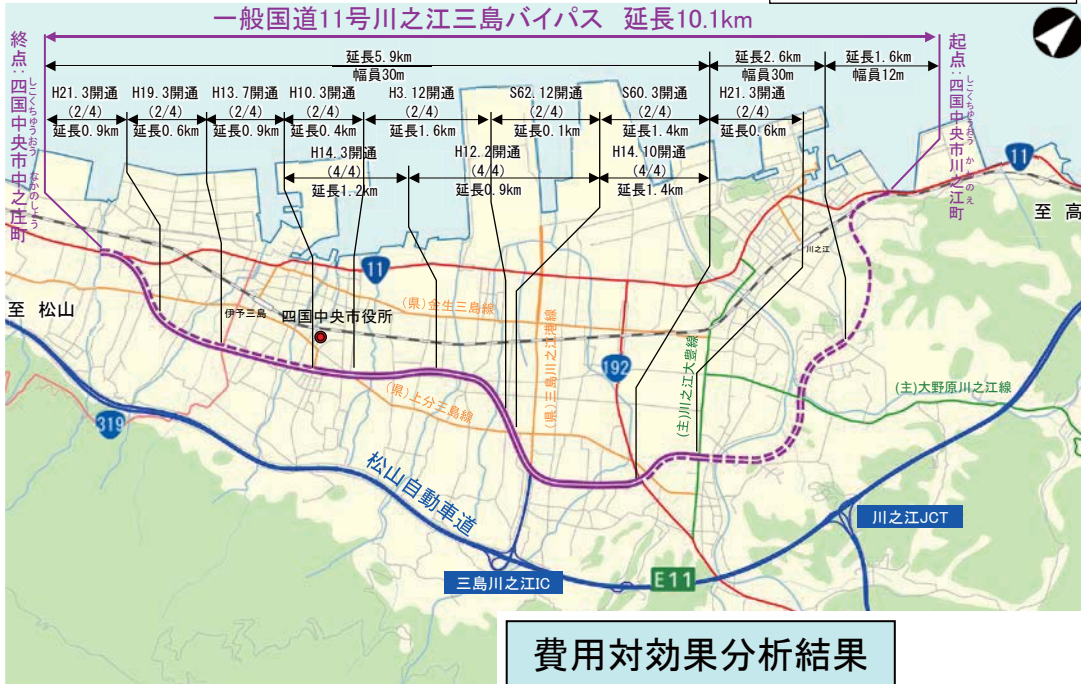 一般国道11号川之江三島バイパス 延長10.1km
終点:四国中央市中之庄町
しこくちゅうおう なかのしょう
起点:四国中央市川之江町
しこくちゅうおう かわのえ
延長5.9km
幅員30m
延長2.6km
幅員30m
延長1.6km
幅員12m
H21.3開通
(2/4)
延長0.9km
H19.3開通
(2/4)
延長0.6km
H13.7開通
(2/4)
延長0.9km
H10.3開通
(2/4)
延長0.4km
H3.12開通
(2/4)
延長1.6km
S62.12開通
(2/4)
延長0.1km
S60.3開通
(2/4)
延長1.4km
H21.3開通
(2/4)
延長0.6km
H14.3開通
(4/4)
延長1.2km
H12.2開通
(4/4)
延長0.9km
H14.10開通
(4/4)
延長1.4km
11
至 高
川之江
11
至 松山
(県)金生三島線
伊予三島
四国中央市役所
(県)三島川之江港線
192
(主)川之江大豊線
(主)大野原川之江線
(県)上分三島線
319
松山自動車道
川之江JCT
三島川之江IC
E11
費用対効果分析結果